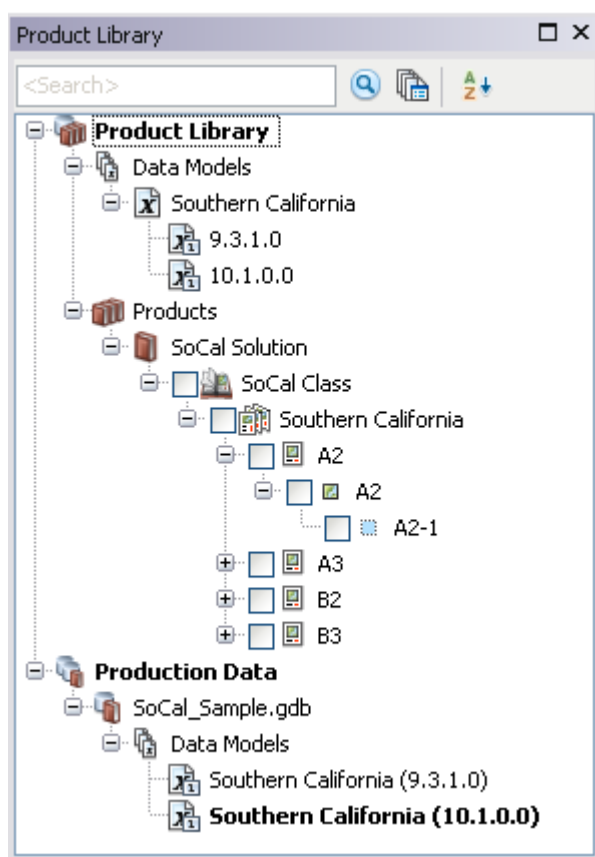 Product Library
<Search>
Product Library
Data Models
Southern California
9.3.1.0
10.1.0.0
Products
SoCal Solution
SoCal Class
Southern California
A2
A2
A2-1
A3
B2
B3
Production Data
SoCal_Sample.gdb
Data Models
Southern California (9.3.1.0)
Southern California (10.1.0.0)